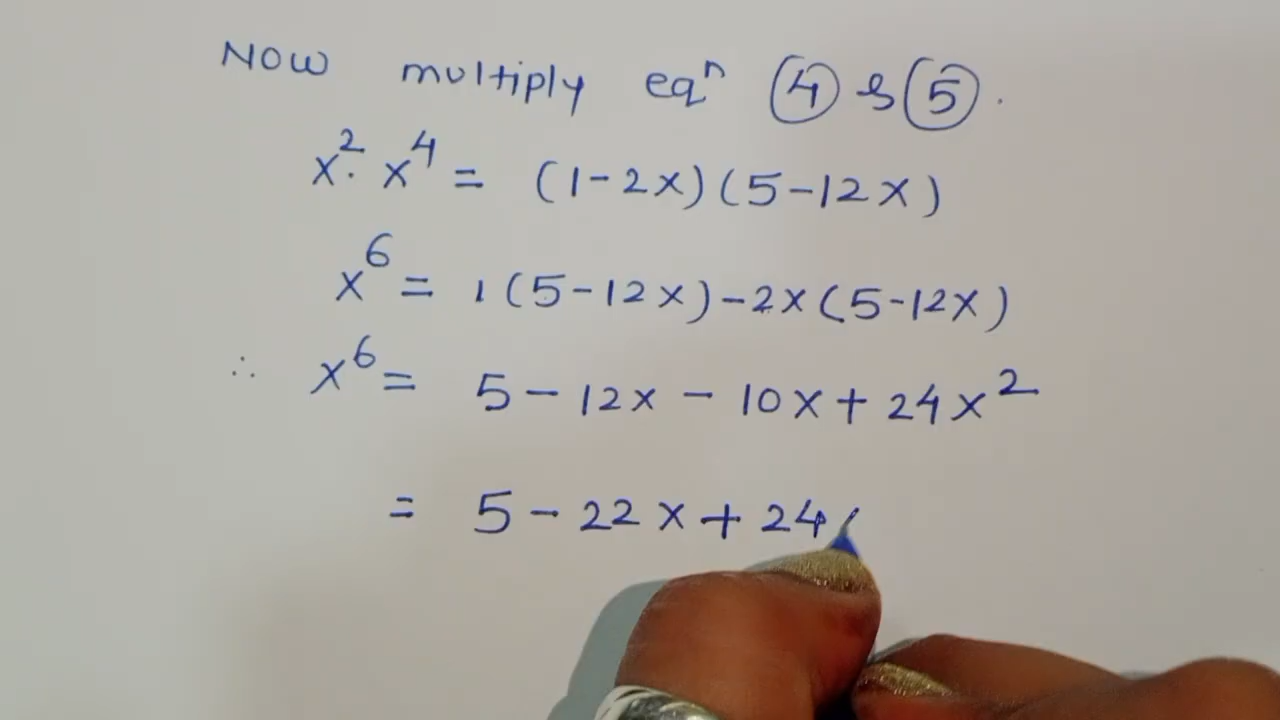 Now multiply eqⁿ ④ & ⑤.
x²· x⁴ = (1-2x)(5-12x)
x⁶ = 1(5-12x)-2x(5-12x)
∴ x⁶ = 5-12x-10x+24x²
= 5-22x+24(